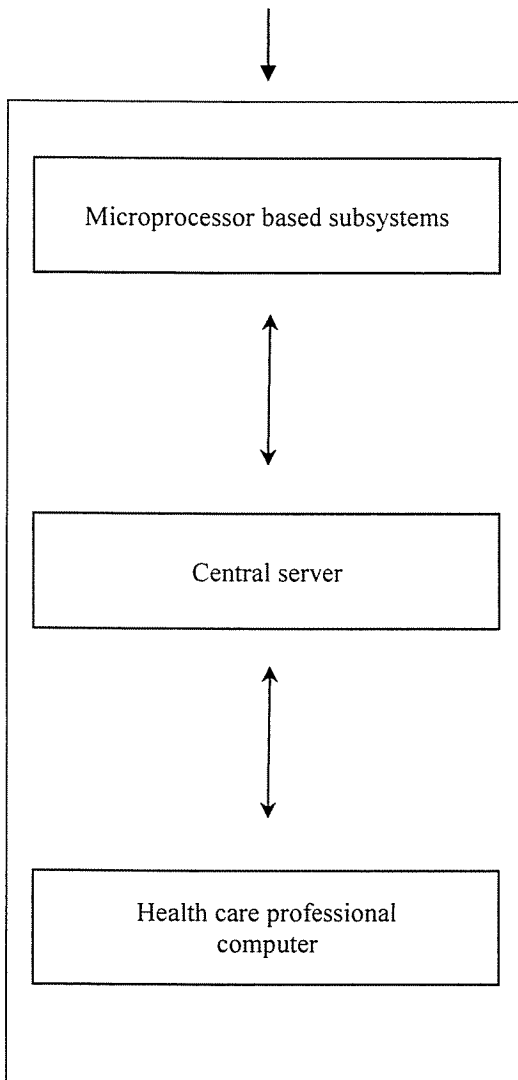 Microprocessor based subsystems
Central server
Health care professional
computer